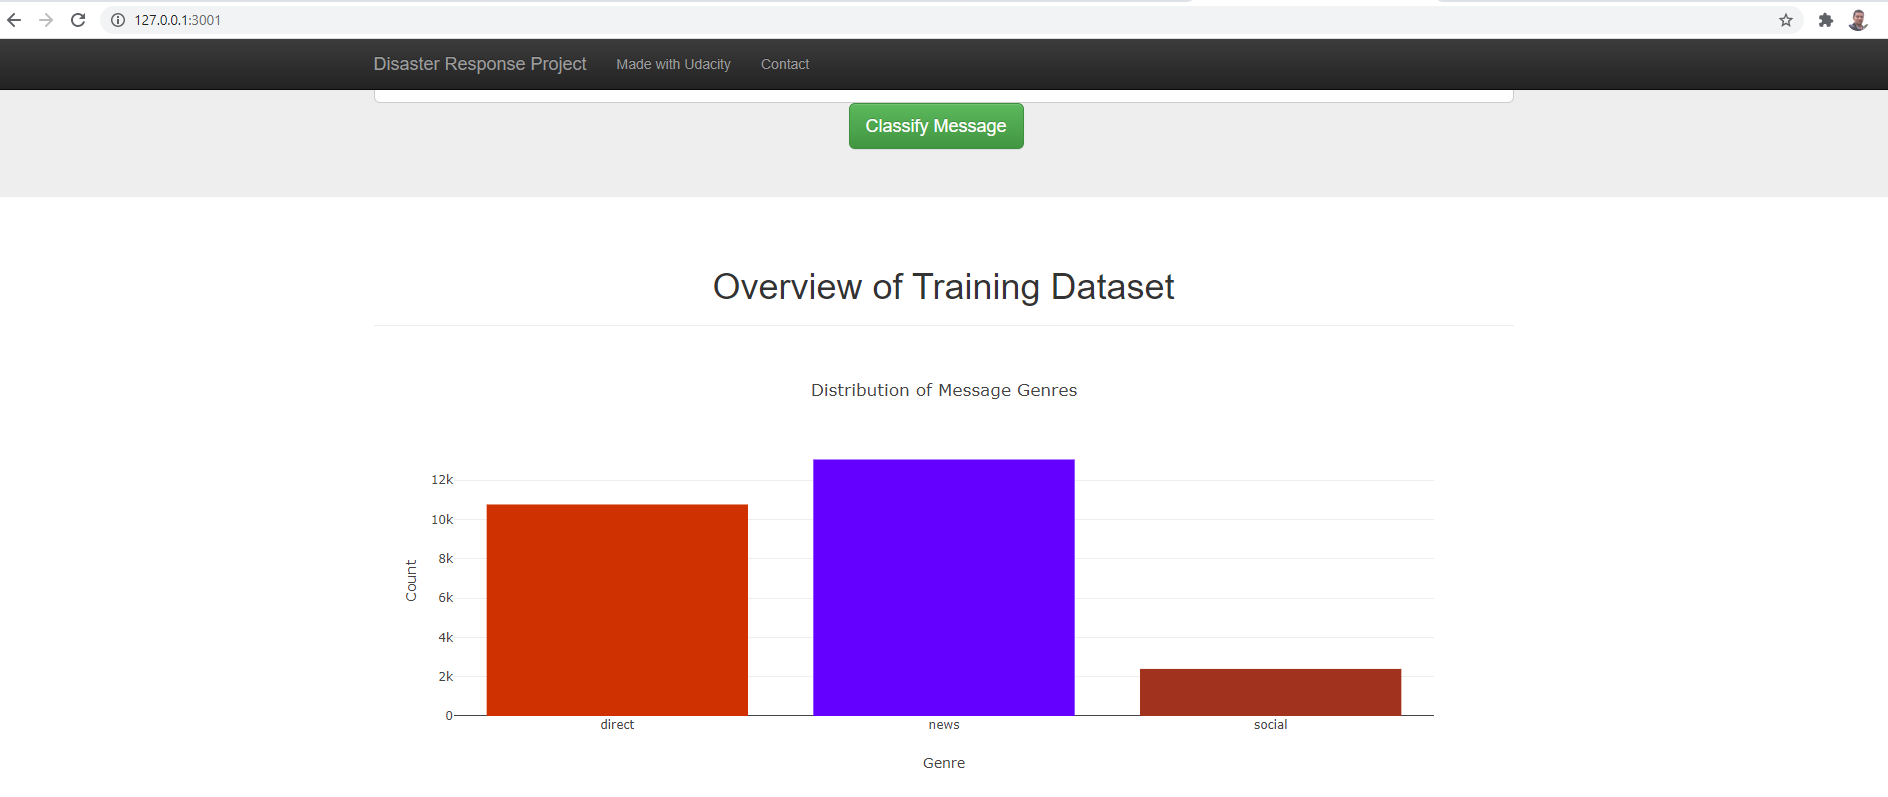 127.0.0.1:3001
Disaster Response Project Made with Udacity Contact
Classify Message
Overview of Training Dataset
Distribution of Message Genres
12k
10k
8k
6k
4k
2k
0
Count
direct news social
Genre